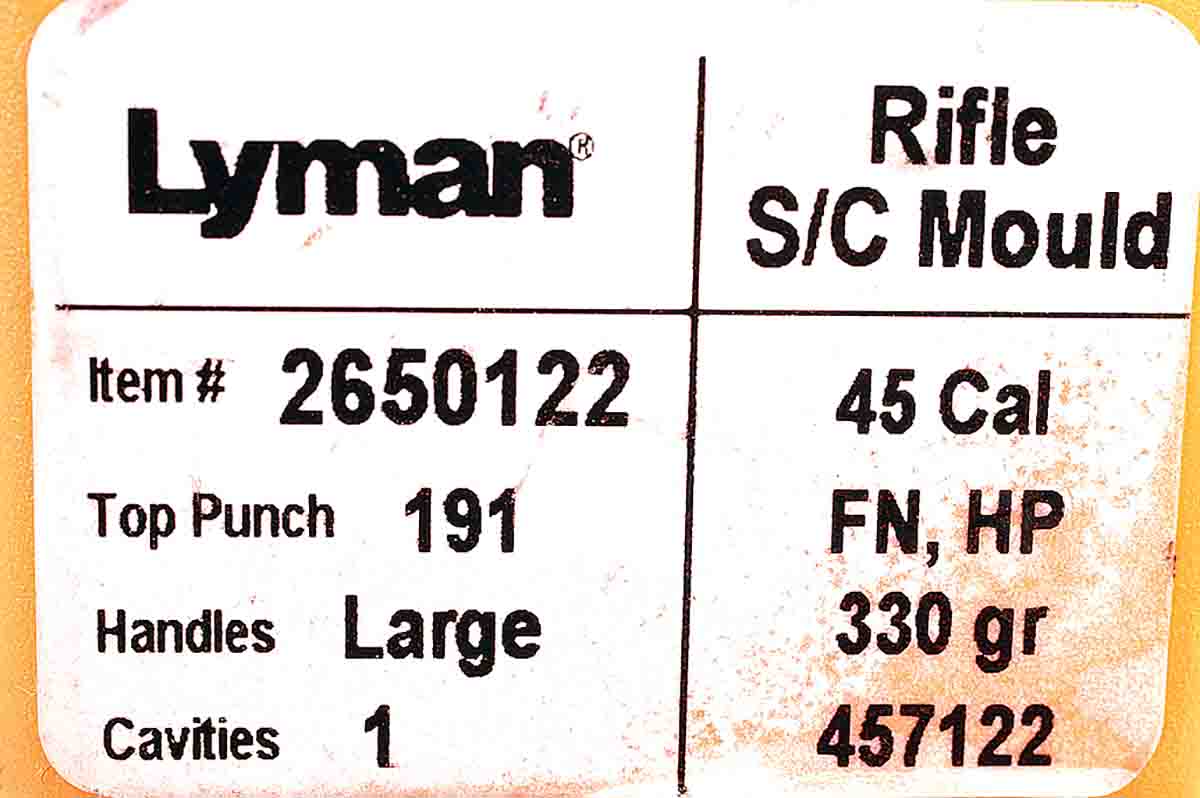 Lyman®
Rifle
S/C Mould
Item # 2650122
Top Punch 191
Handles Large
Cavities 1
45 Cal
FN, HP
330 gr
457122